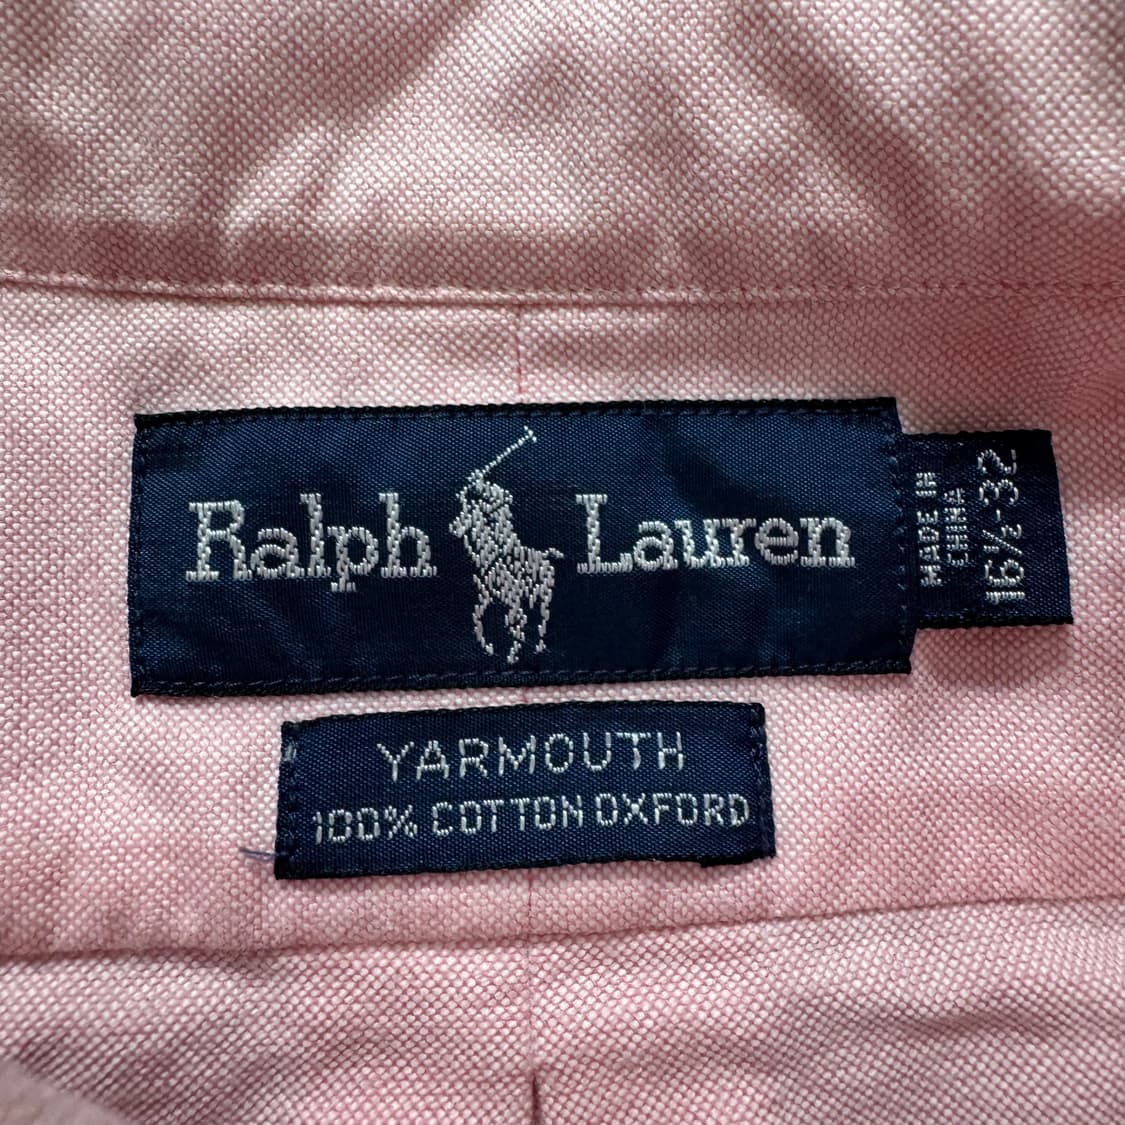 Ralph Lauren
MADE IN
CHINA
16½-32
YARMOUTH
100% COTTON OXFORD